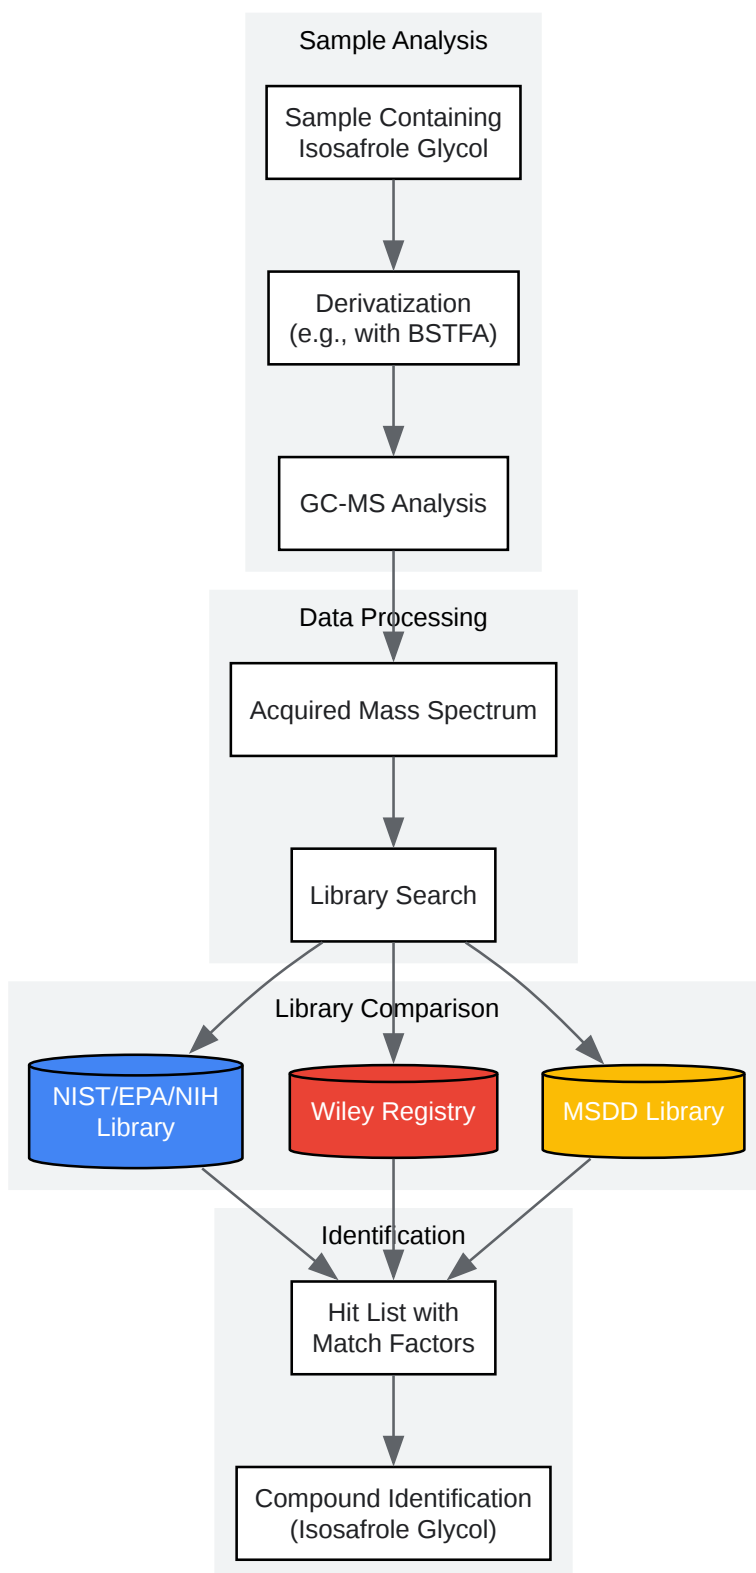 Sample Analysis
Sample Containing
Isosafrole Glycol
Derivatization
(e.g., with BSTFA)
GC-MS Analysis
Data Processing
Acquired Mass Spectrum
Library Search
Library Comparison
NIST/EPA/NIH
Library
Wiley Registry
MSDD Library
Identification
Hit List with
Match Factors
Compound Identification
(Isosafrole Glycol)